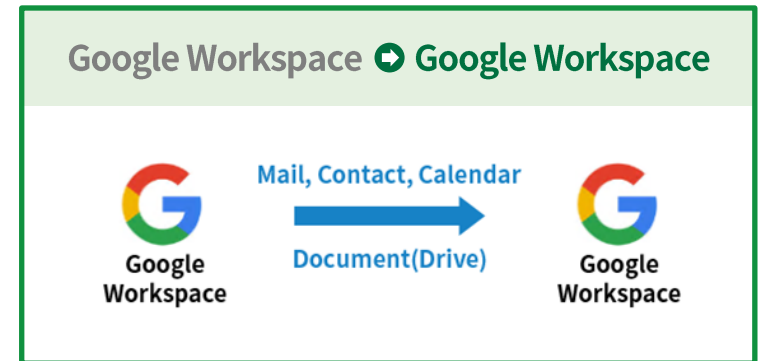 Google Workspace Google Workspace
Mail, Contact, Calendar
Document(Drive)
Google
Workspace
Google
Workspace